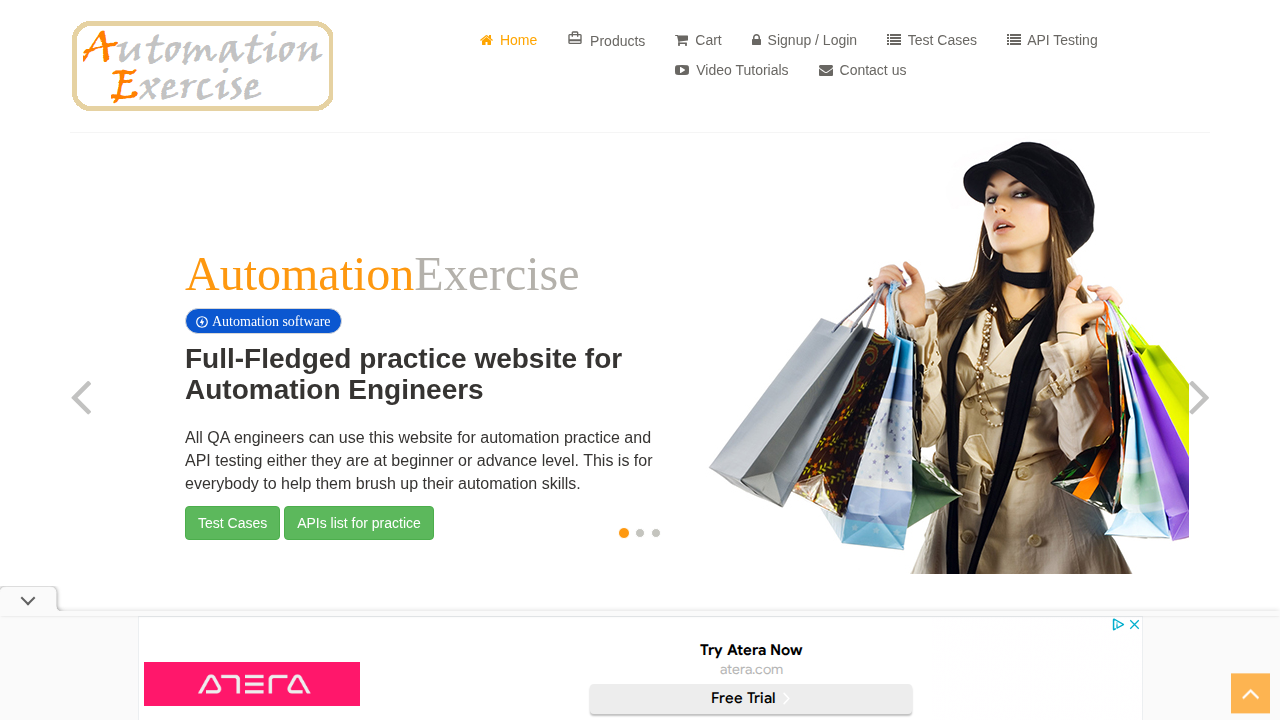 Automation
Exercise
Home
Products
Cart
Signup / Login
Test Cases
API Testing
Video Tutorials
Contact us
AutomationExercise
Automation software
Full-Fledged practice website for
Automation Engineers
All QA engineers can use this website for automation practice and
API testing either they are at beginner or advance level. This is for
everybody to help them brush up their automation skills.
Test Cases
APIs list for practice
ATERA
Try Atera Now
atera.com
Free Trial